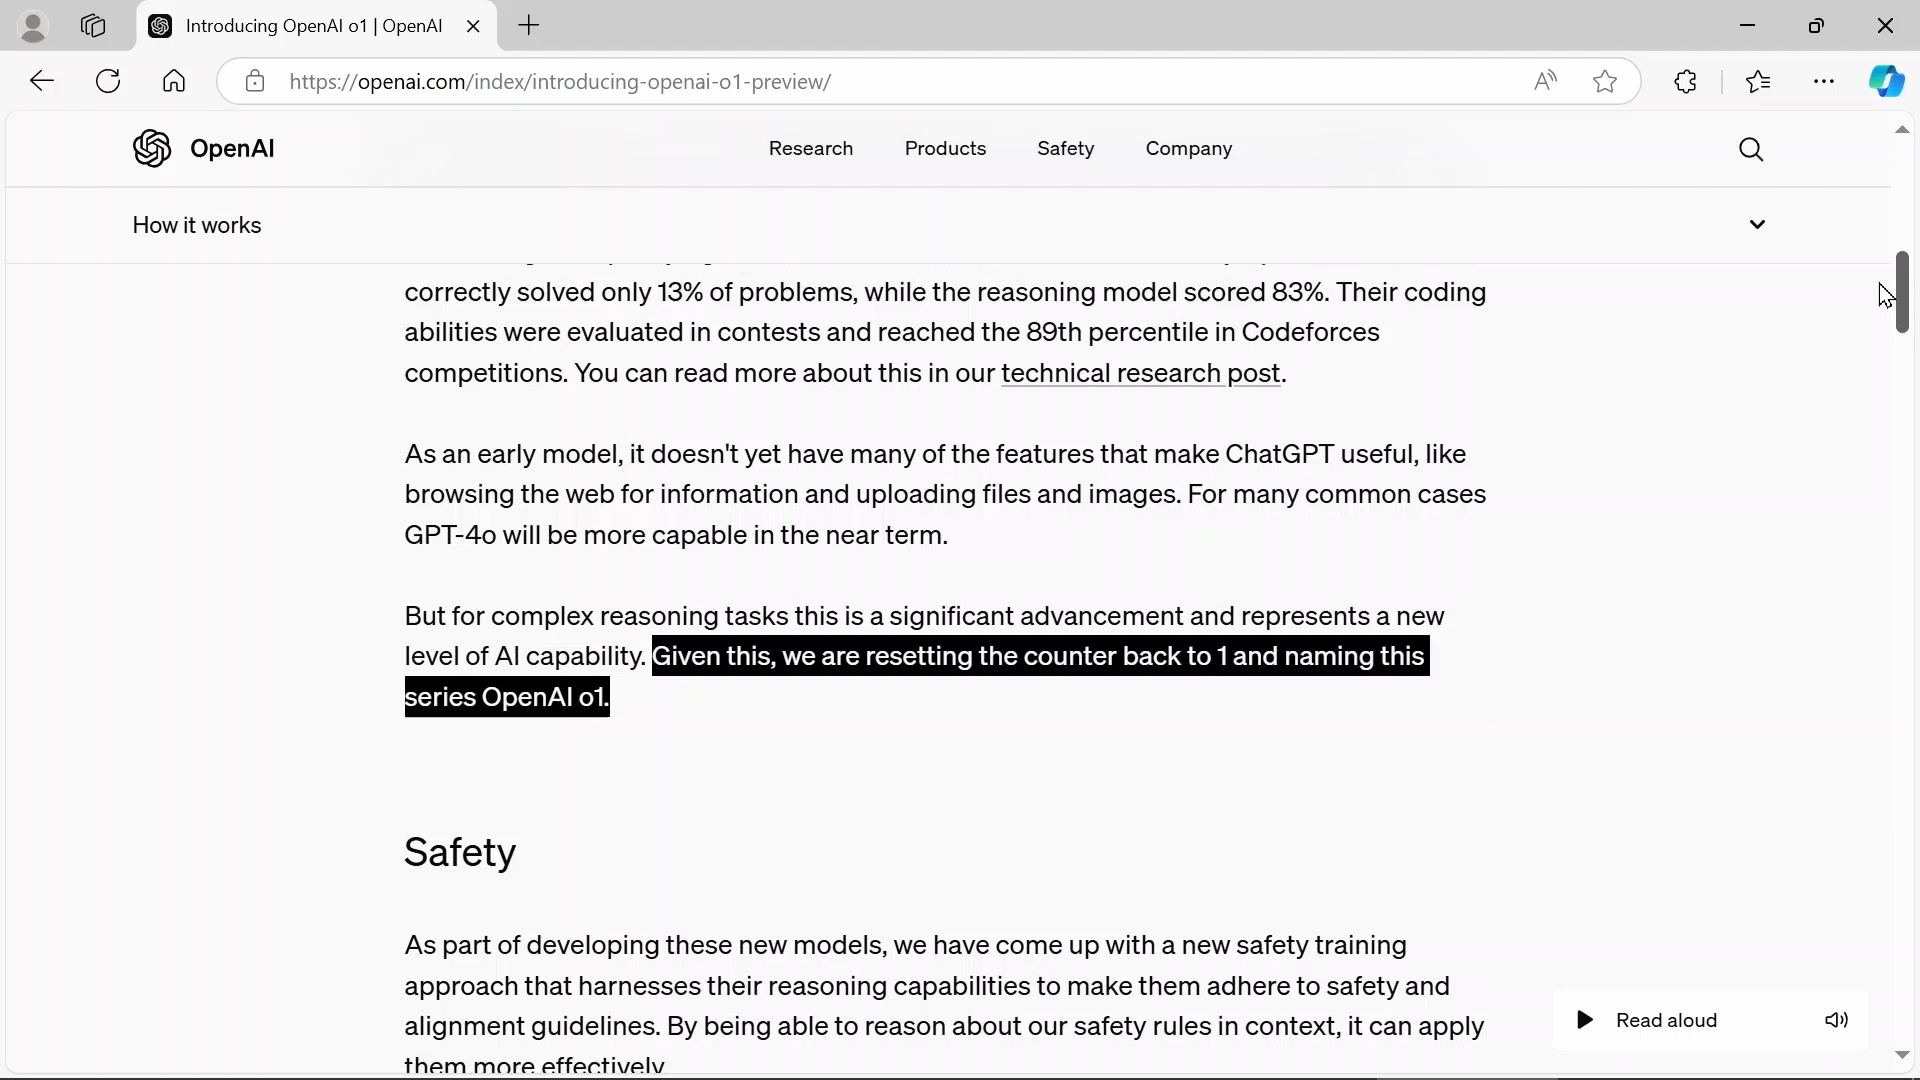 Introducing OpenAI o1 | OpenAI
https://openai.com/index/introducing-openai-o1-preview/
OpenAI
Research
Products
Safety
Company
How it works
correctly solved only 13% of problems, while the reasoning model scored 83%. Their coding
abilities were evaluated in contests and reached the 89th percentile in Codeforces
competitions. You can read more about this in our technical research post.
As an early model, it doesn't yet have many of the features that make ChatGPT useful, like
browsing the web for information and uploading files and images. For many common cases
GPT-4o will be more capable in the near term.
But for complex reasoning tasks this is a significant advancement and represents a new
level of AI capability. Given this, we are resetting the counter back to 1 and naming this
series OpenAI o1.
Safety
As part of developing these new models, we have come up with a new safety training
approach that harnesses their reasoning capabilities to make them adhere to safety and
alignment guidelines. By being able to reason about our safety rules in context, it can apply
them more effectively
Read aloud